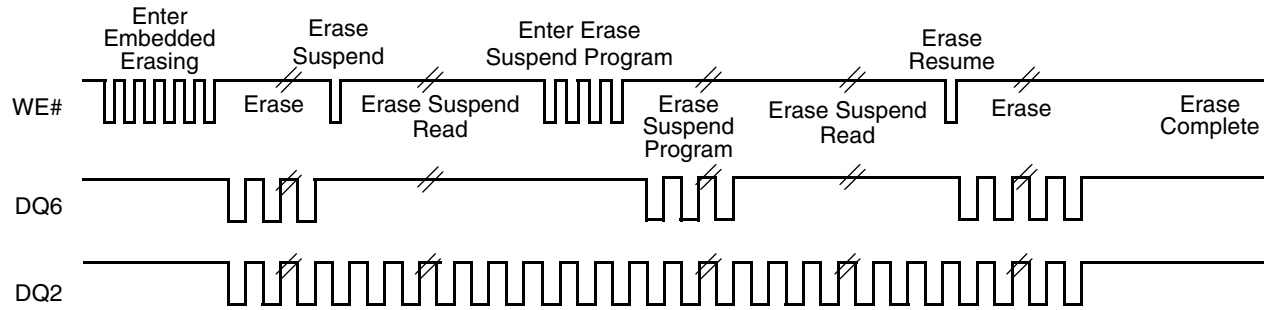 Enter
Embedded
Erasing
Erase
Suspend
Enter Erase
Suspend Program
Erase
Resume
WE#
Erase
Erase Suspend
Read
Erase
Suspend
Program
Erase Suspend
Read
Erase
Erase
Complete
DQ6
DQ2